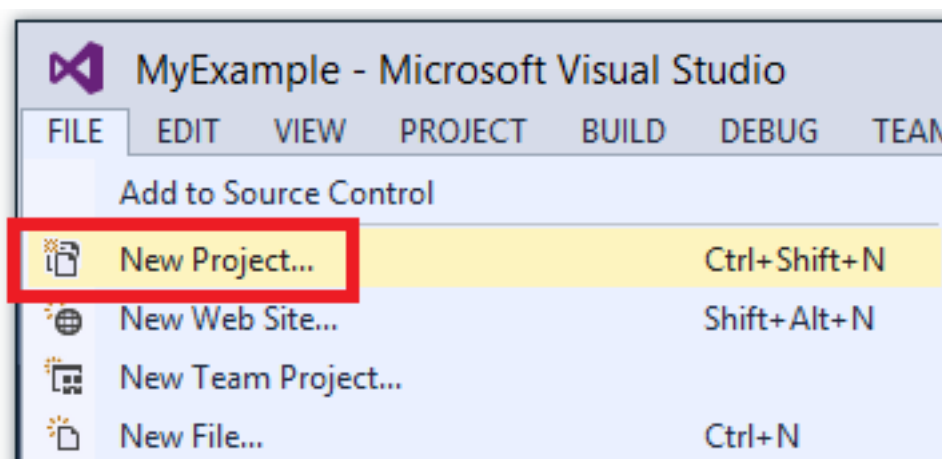 MyExample - Microsoft Visual Studio
FILE EDIT VIEW PROJECT BUILD DEBUG TEAM
Add to Source Control
New Project... Ctrl+Shift+N
New Web Site... Shift+Alt+N
New Team Project...
New File... Ctrl+N